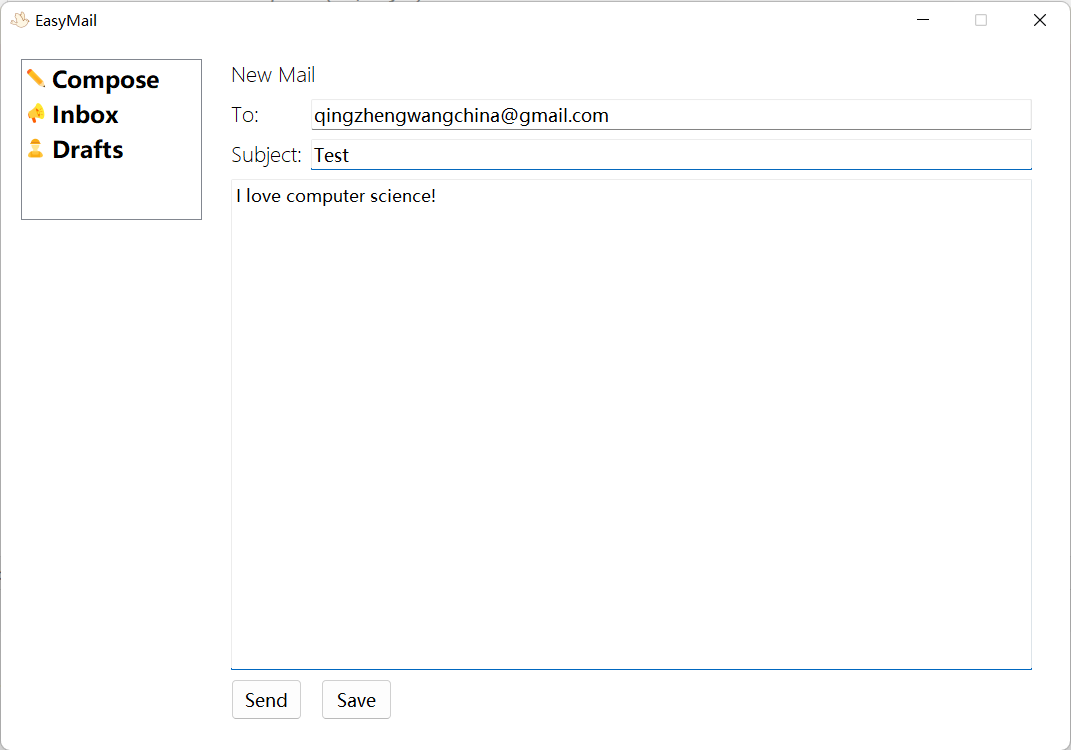 EasyMail
Compose
Inbox
Drafts
New Mail
To: qingzhengwangchina@gmail.com
Subject: Test
I love computer science!
Send Save